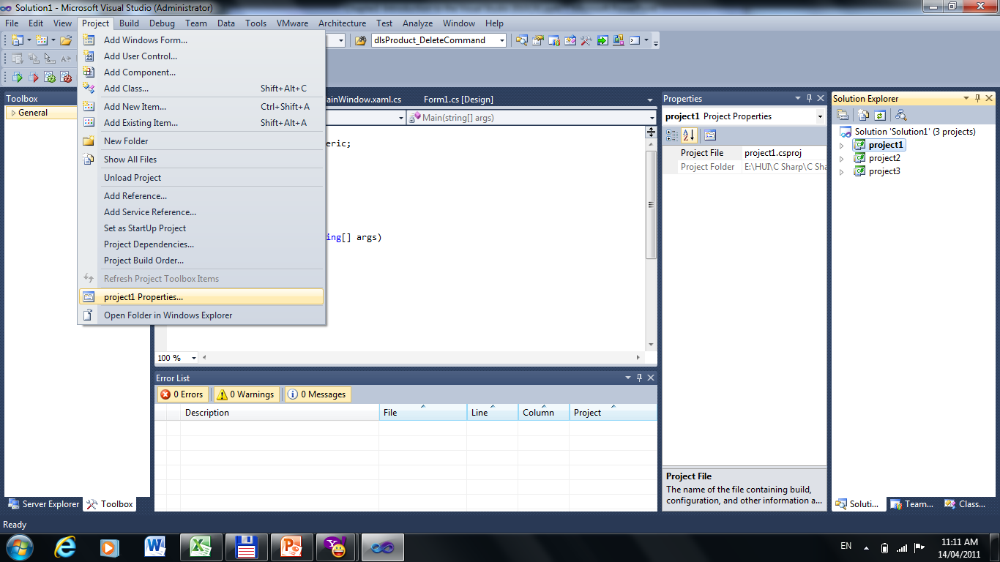 Solution1 - Microsoft Visual Studio (Administrator)
File Edit View Project Build Debug Team Data Tools VMware Architecture Test Analyze Window Help
dlsProduct_DeleteCommand
Add Windows Form...
Add User Control...
Add Component...
Add Class... Shift+Alt+C
Add New Item... Ctrl+Shift+A
Add Existing Item... Shift+Alt+A
New Folder
Show All Files
Unload Project
Add Reference...
Add Service Reference...
Set as StartUp Project
Project Dependencies...
Project Build Order...
Refresh Project Toolbox Items
project1 Properties...
Open Folder in Windows Explorer
Toolbox
General
Server Explorer
Toolbox
ainWindow.xaml.cs Form1.cs [Design]
Main(string[] args)
eric;
ing[] args)
100 %
Error List
0 Errors 0 Warnings 0 Messages
Description File Line Column Project
Properties
project1 Project Properties
Project File project1.csproj
Project Folder E:\HUI\C Sharp\C Sha
Project File
The name of the file containing build,
configuration, and other information a...
Solution Explorer
Solution 'Solution1' (3 projects)
project1
project2
project3
Soluti... Team... Class...
Ready
EN
11:11 AM
14/04/2011